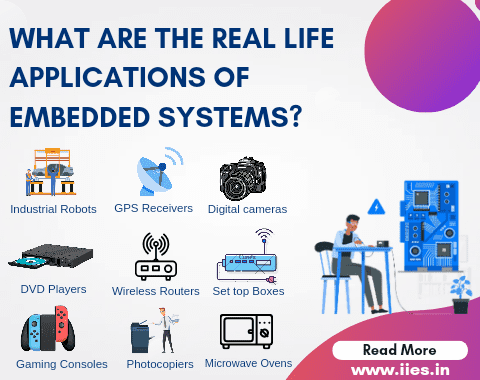 WHAT ARE THE REAL LIFE
APPLICATIONS OF
EMBEDDED SYSTEMS?
Industrial Robots
GPS Receivers
Digital cameras
DVD Players
Wireless Routers
Set top Boxes
Gaming Consoles
Photocopiers
Microwave Ovens
Read More
www.iies.in